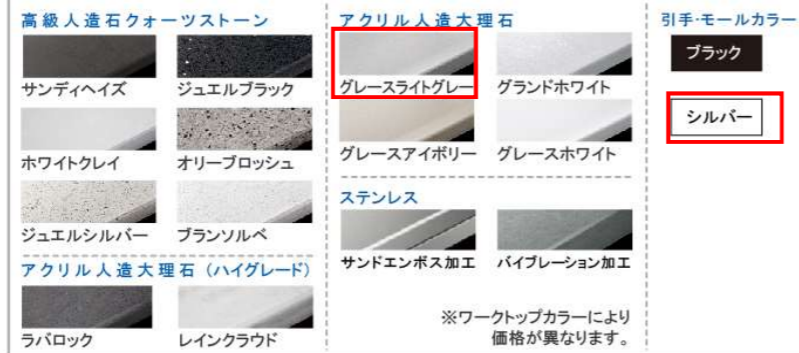 高級人造石クォーツストーン
サンディヘイズ
ジュエルブラック
ホワイトクレイ
オリーブロッシュ
ジュエルシルバー
ブランソルベ
アクリル人造大理石（ハイグレード）
ラバロック
レインクラウド
アクリル人造大理石
グレースライトグレー
グランドホワイト
グレースアイボリー
グレースホワイト
ステンレス
サンドエンボス加工
バイブレーション加工
※ワークトップカラーにより
価格が異なります。
引手・モールカラー
ブラック
シルバー